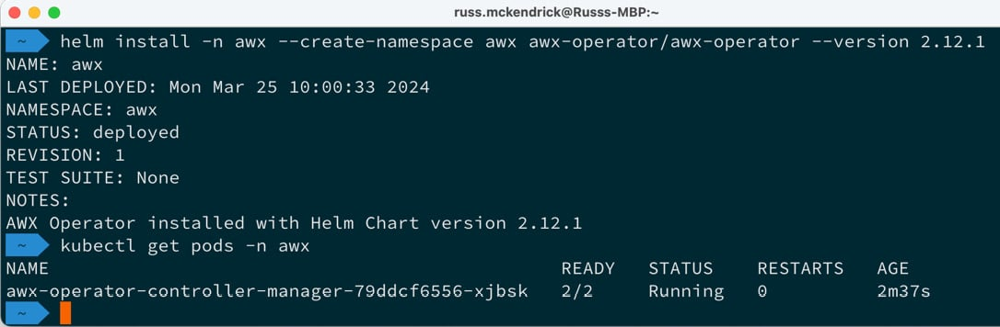 russ.mckendrick@Russs-MBP:~
~ helm install -n awx --create-namespace awx awx-operator/awx-operator --version 2.12.1
NAME: awx
LAST DEPLOYED: Mon Mar 25 10:00:33 2024
NAMESPACE: awx
STATUS: deployed
REVISION: 1
TEST SUITE: None
NOTES:
AWX Operator installed with Helm Chart version 2.12.1
~ kubectl get pods -n awx
NAME READY STATUS RESTARTS AGE
awx-operator-controller-manager-79ddcf6556-xjbsk 2/2 Running 0 2m37s
~